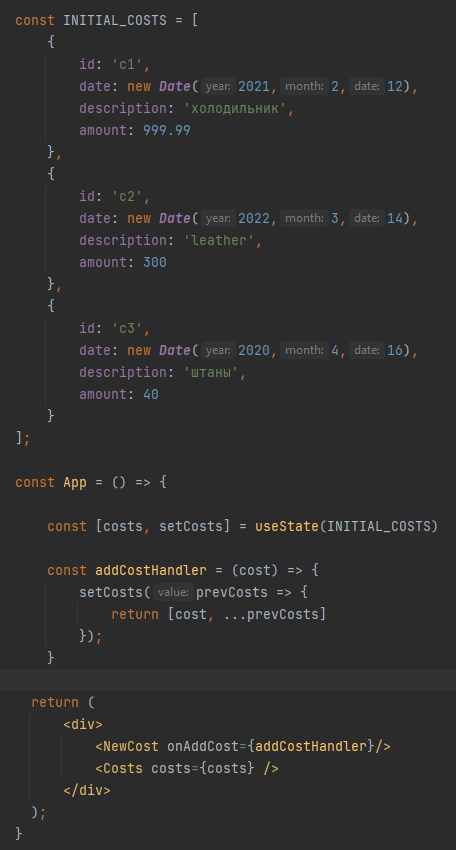 const INITIAL_COSTS = [
    {
        id: 'c1',
        date: new Date( year: 2021, month: 2, date: 12),
        description: 'холодильник',
        amount: 999.99
    },
    {
        id: 'c2',
        date: new Date( year: 2022, month: 3, date: 14),
        description: 'leather',
        amount: 300
    },
    {
        id: 'c3',
        date: new Date( year: 2020, month: 4, date: 16),
        description: 'штаны',
        amount: 40
    }
];
const App = () => {
    const [costs, setCosts] = useState(INITIAL_COSTS)
    const addCostHandler = (cost) => {
        setCosts( value: prevCosts => {
            return [cost, ...prevCosts]
        });
    }
  return (
      <div>
          <NewCost onAddCost={addCostHandler}/>
          <Costs costs={costs} />
      </div>
  );
}